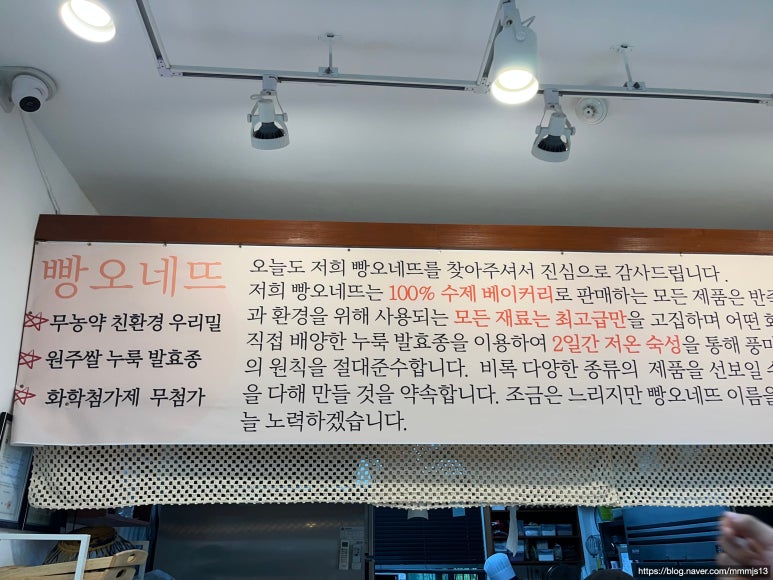 빵오네뜨
☆무농약 친환경 우리밀
☆원주쌀 누룩 발효종
☆화학첨가제 무첨가
오늘도 저희 빵오네뜨를 찾아주셔서 진심으로 감사드립니다.
저희 빵오네뜨는 100% 수제 베이커리로 판매하는 모든 제품은 반죽
과 환경을 위해 사용되는 모든 재료는 최고급만을 고집하며 어떤
직접 배양한 누룩 발효종을 이용하여 2일간 저온 숙성을 통해 풍미
의 원칙을 절대준수합니다. 비록 다양한 종류의 제품을 선보일
을 다해 만들 것을 약속합니다. 조금은 느리지만 빵오네뜨 이름을
늘 노력하겠습니다.
https://blog.naver.com/mmmjs13